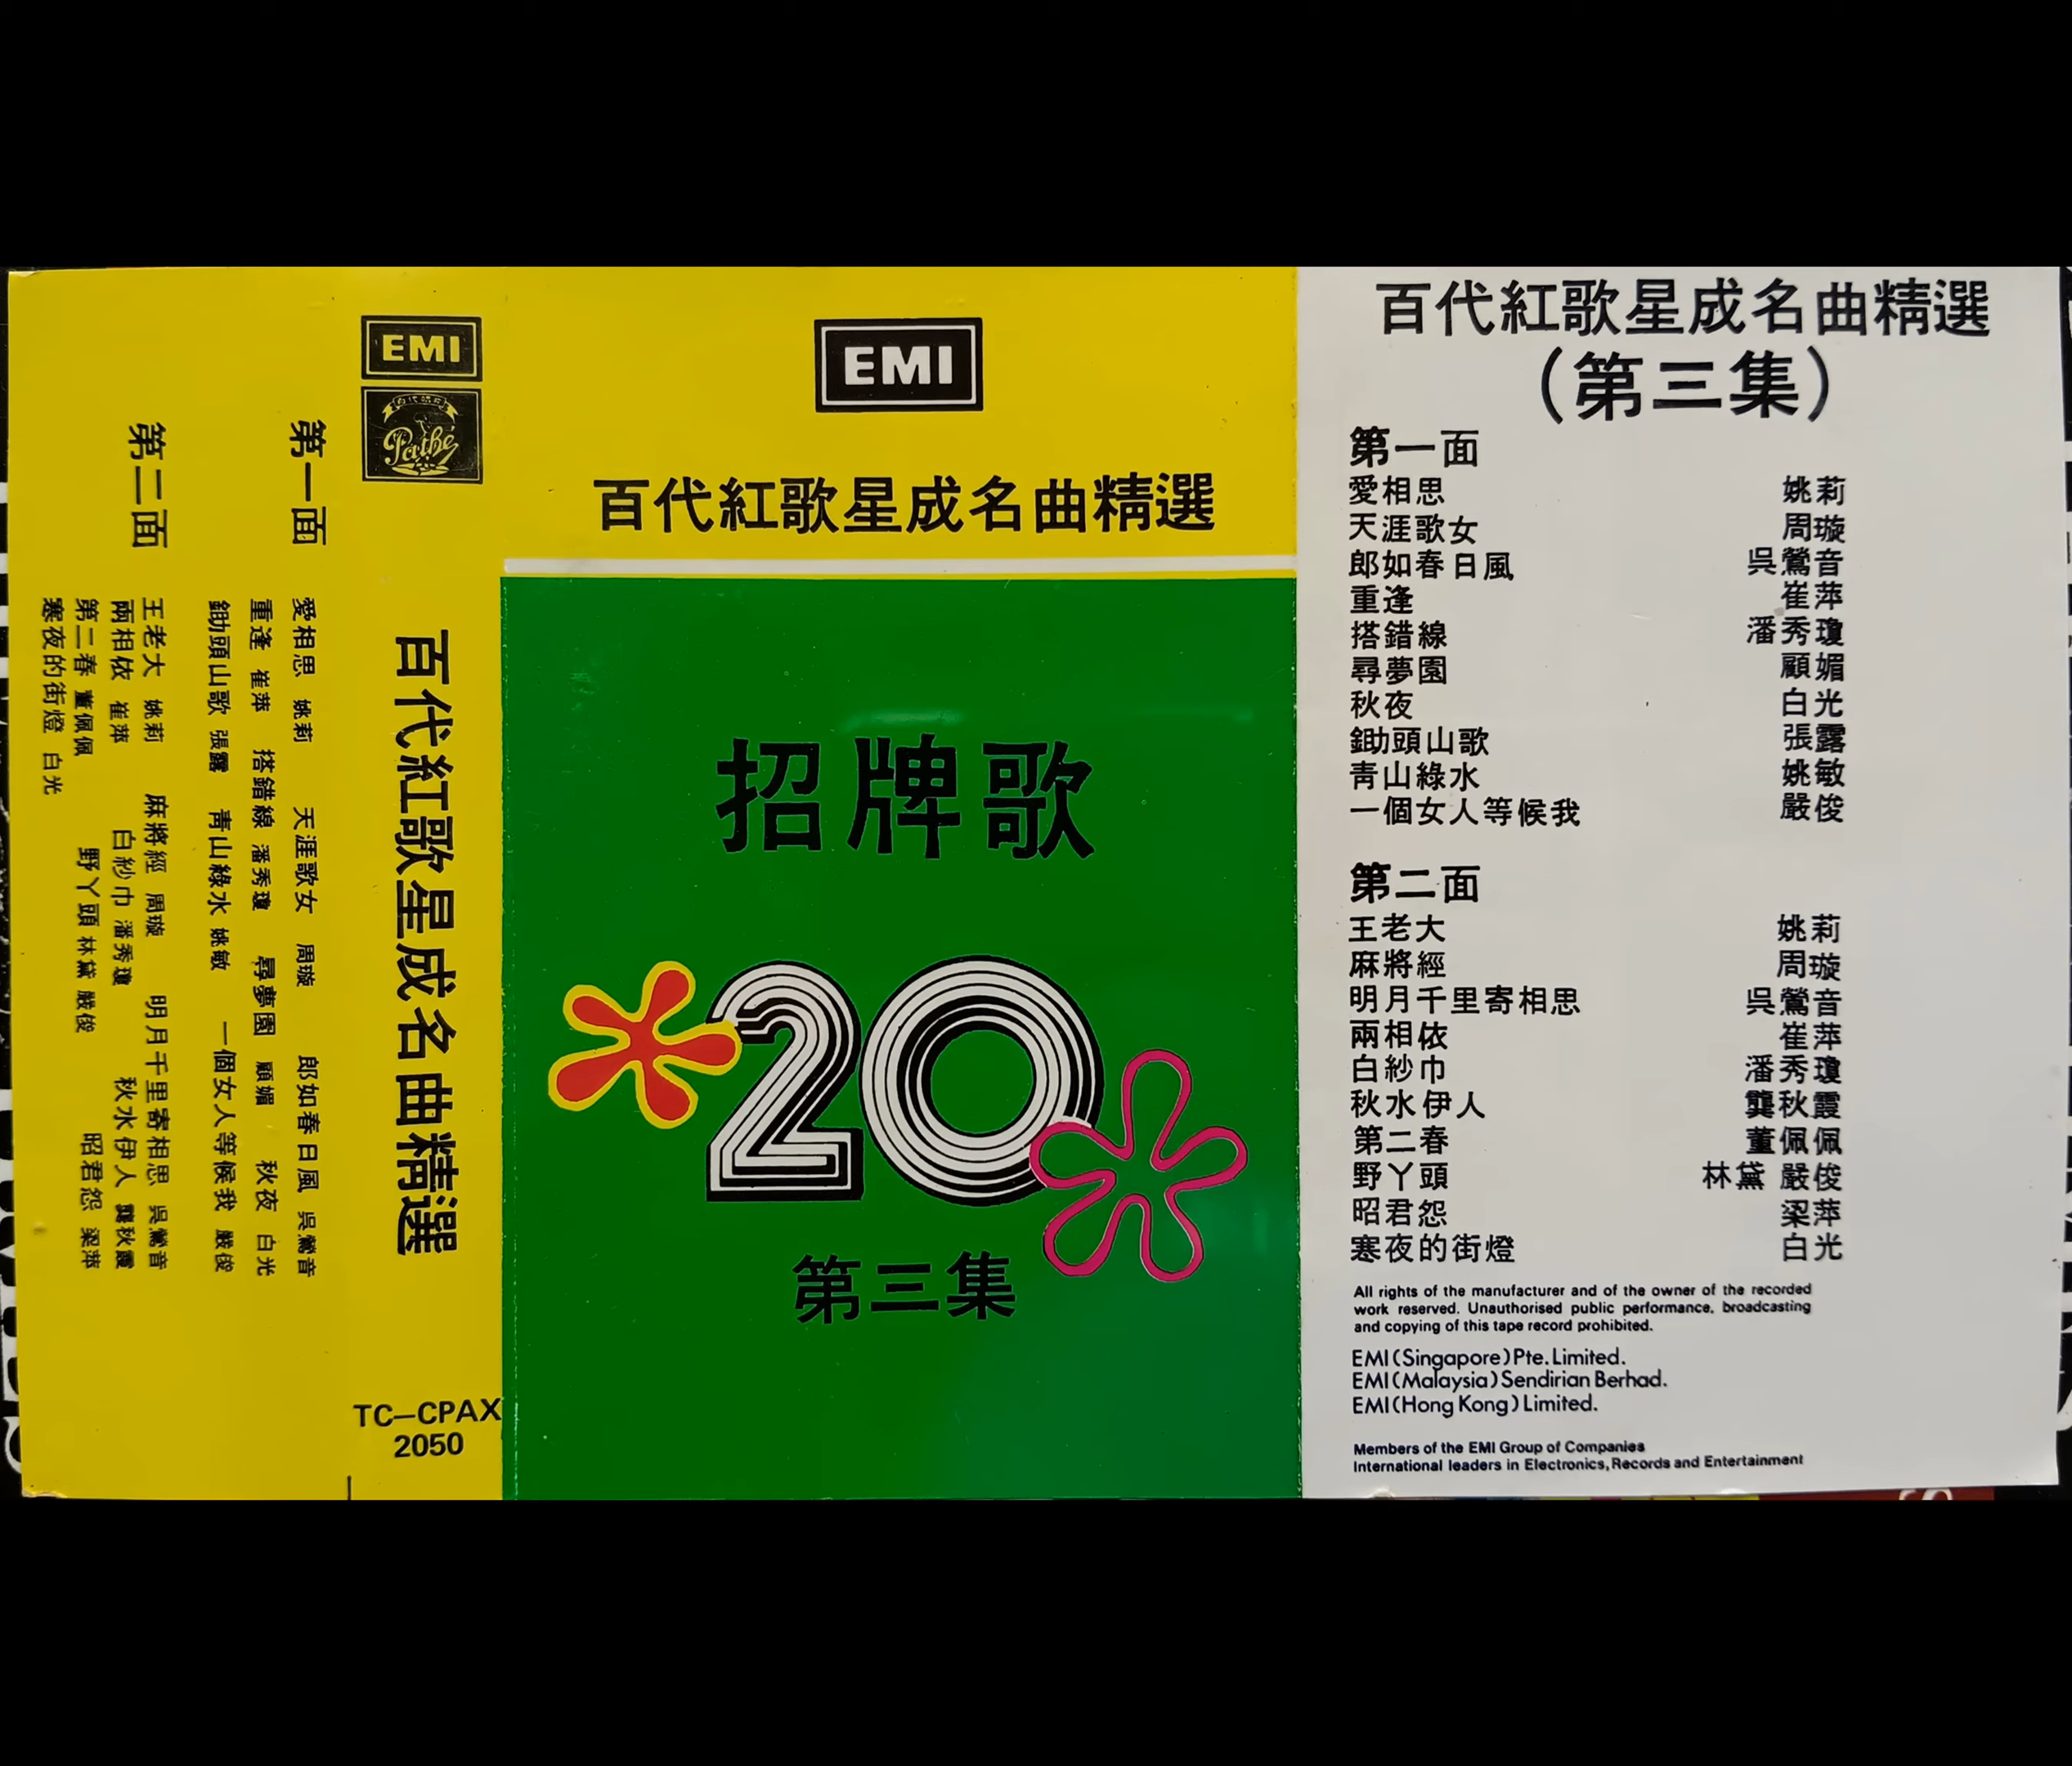 第一面
愛相思 姚莉 天涯歌女 周璇 郎如春日風 吳鶯音
重逢 崔萍 搭錯線 潘秀瓊 尋夢園 顧媚 秋夜 白光
鋤頭山歌 張露 青山綠水 姚敏 一個女人等候我 嚴俊
第二面
王老大 姚莉 麻將經 周璇 明月千里寄相思 吳鶯音
兩相依 崔萍 白紗巾 潘秀瓊 秋水伊人 龔秋霞
第二春 董佩佩 野丫頭 林黛 嚴俊 昭君怨 梁萍
寒夜的街燈 白光
EMI
百代唱片
Pathé
百代紅歌星成名曲精選
TC—CPAX
2050
EMI
百代紅歌星成名曲精選
招牌歌
20
第三集
百代紅歌星成名曲精選
(第三集)
第一面
愛相思 姚莉
天涯歌女 周璇
郎如春日風 吳鶯音
重逢 崔萍
搭錯線 潘秀瓊
尋夢園 顧媚
秋夜 白光
鋤頭山歌 張露
青山綠水 姚敏
一個女人等候我 嚴俊
第二面
王老大 姚莉
麻將經 周璇
明月千里寄相思 吳鶯音
兩相依 崔萍
白紗巾 潘秀瓊
秋水伊人 龔秋霞
第二春 董佩佩
野丫頭 林黛 嚴俊
昭君怨 梁萍
寒夜的街燈 白光
All rights of the manufacturer and of the owner of the recorded
work reserved. Unauthorised public performance, broadcasting
and copying of this tape record prohibited.
EMI (Singapore) Pte. Limited.
EMI (Malaysia) Sendirian Berhad.
EMI (Hong Kong) Limited.
Members of the EMI Group of Companies
International leaders in Electronics, Records and Entertainment